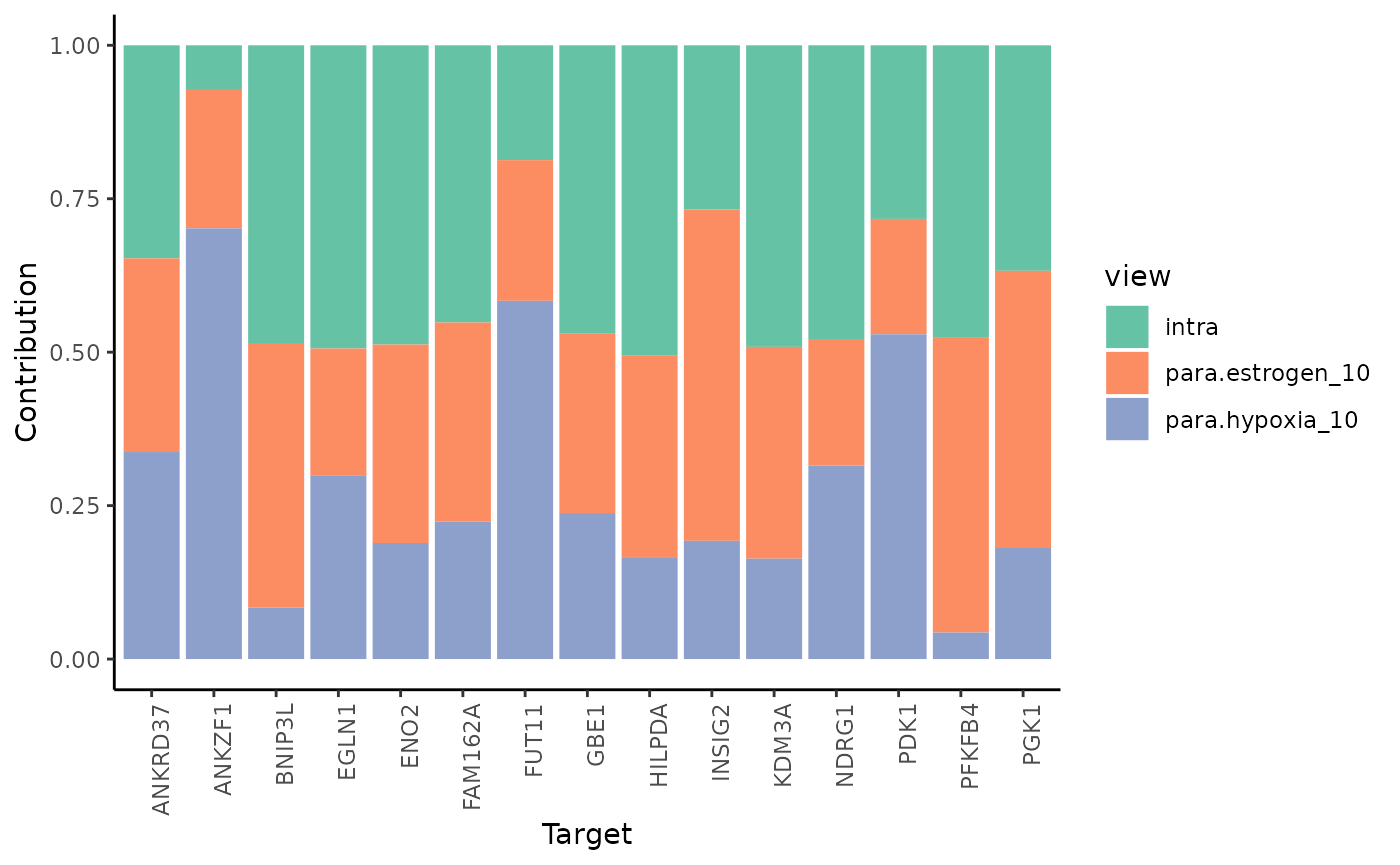 Contribution
1.00
0.75
0.50
0.25
0.00
ANKRD37
ANKZF1
BNIP3L
EGLN1
ENO2
FAM162A
FUT11
GBE1
HILPDA
INSIG2
KDM3A
NDRG1
PDK1
PFKFB4
PGK1
Target
view
intra
para.estrogen_10
para.hypoxia_10